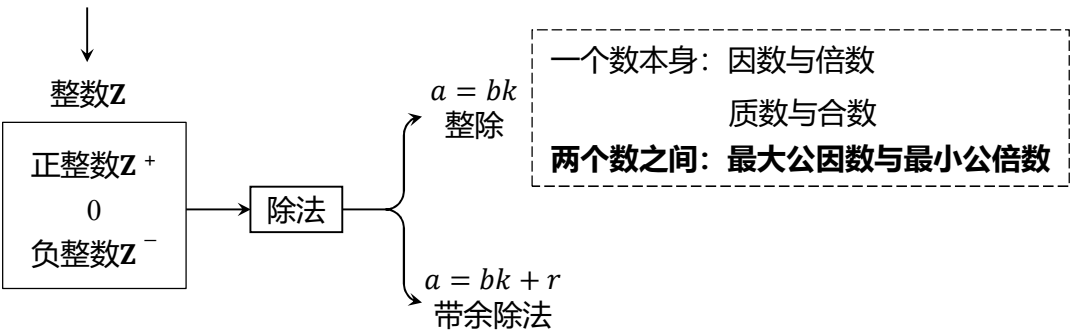 整数Z
正整数Z⁺
0
负整数Z⁻
除法
a = bk
整除
a = bk + r
带余除法
一个数本身：因数与倍数
质数与合数
两个数之间：最大公因数与最小公倍数